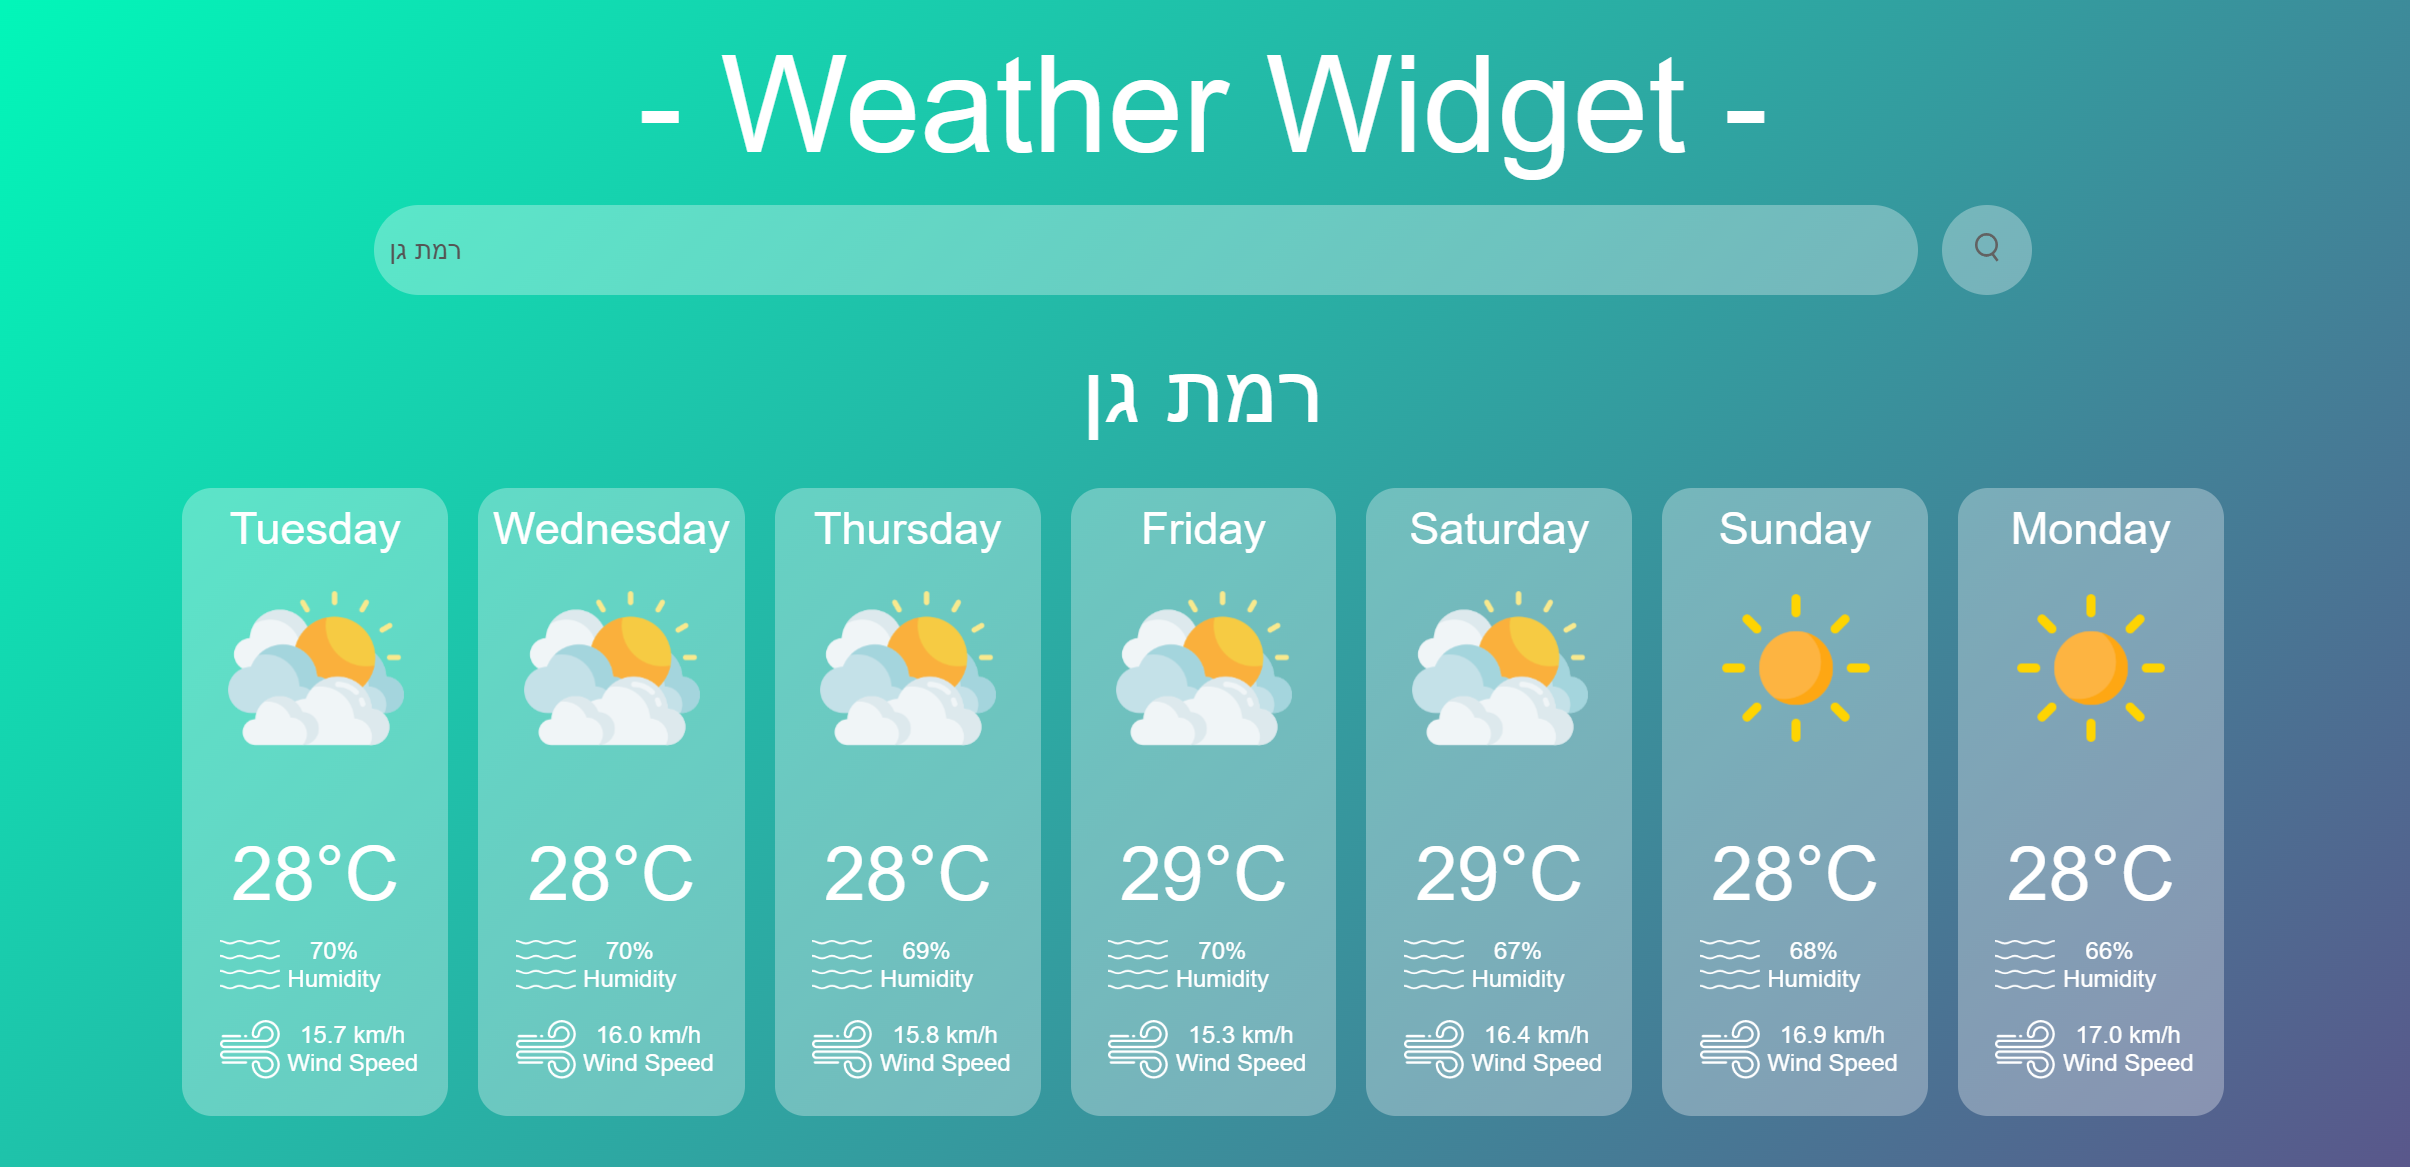 - Weather Widget -
רמת גן
רמת גן
Tuesday
28°C
70%
Humidity
15.7 km/h
Wind Speed
Wednesday
28°C
70%
Humidity
16.0 km/h
Wind Speed
Thursday
28°C
69%
Humidity
15.8 km/h
Wind Speed
Friday
29°C
70%
Humidity
15.3 km/h
Wind Speed
Saturday
29°C
67%
Humidity
16.4 km/h
Wind Speed
Sunday
28°C
68%
Humidity
16.9 km/h
Wind Speed
Monday
28°C
66%
Humidity
17.0 km/h
Wind Speed